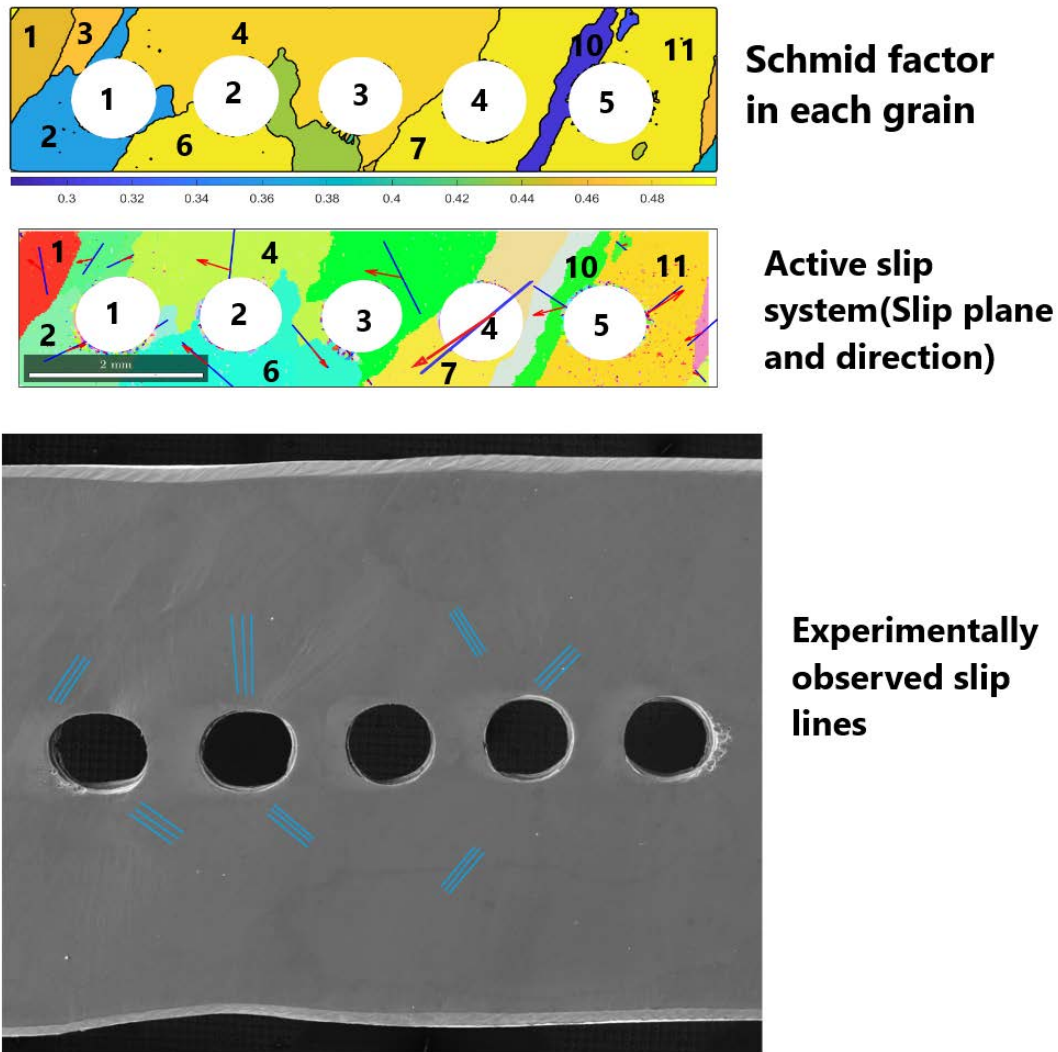 1 3 4 10 11
1 2 3 4 5
2 6 7
0.3 0.32 0.34 0.36 0.38 0.4 0.42 0.44 0.46 0.48
Schmid factor
in each grain
1 4 10 11
1 2 3 4 5
2 6 7
2 mm
Active slip
system(Slip plane
and direction)
Experimentally
observed slip
lines